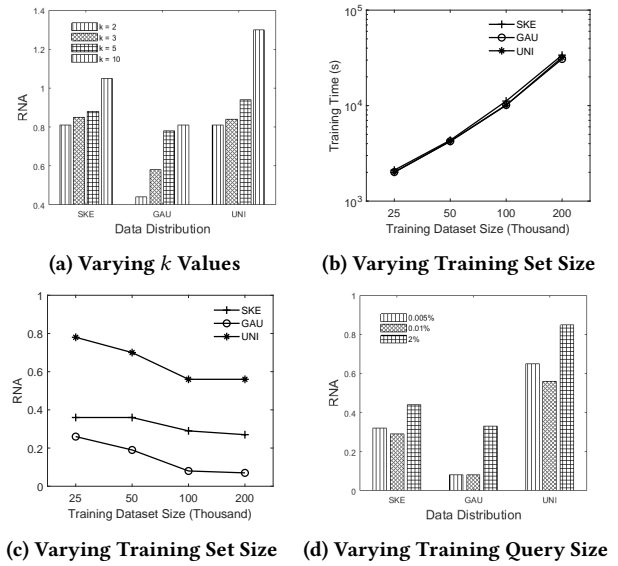 1.4
1.2
1
0.8
0.6
0.4
RNA
k = 2
k = 3
k = 5
k = 10
SKE GAU UNI
Data Distribution
(a) Varying k Values
10^5
10^4
10^3
Training Time (s)
SKE
GAU
UNI
25 50 100 200
Training Dataset Size (Thousand)
(b) Varying Training Set Size
1
0.8
0.6
0.4
0.2
0
RNA
SKE
GAU
UNI
25 50 100 200
Training Dataset Size (Thousand)
(c) Varying Training Set Size
1
0.8
0.6
0.4
0.2
0
RNA
0.005%
0.01%
2%
SKE GAU UNI
Data Distribution
(d) Varying Training Query Size